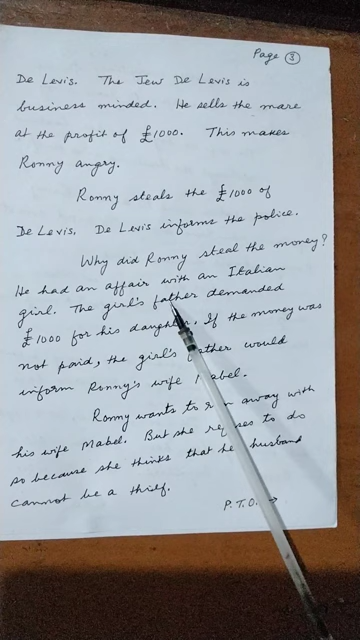 Page 3
De Levis. The Jew De Levis is
business minded. He sells the mare
at the profit of £1000. This makes
Ronny angry.
Ronny steals the £1000 of
De Levis. De Levis informs the police.
Why did Ronny steal the money?
He had an affair with an Italian
girl. The girl's father demanded
£1000 for his daughter. If the money was
not paid, the girl's father would
inform Ronny's wife Mabel.
Ronny wants to run away with
his wife Mabel. But she refuses to do
so because she thinks that he husband
cannot be a thief.
P.T.O. →